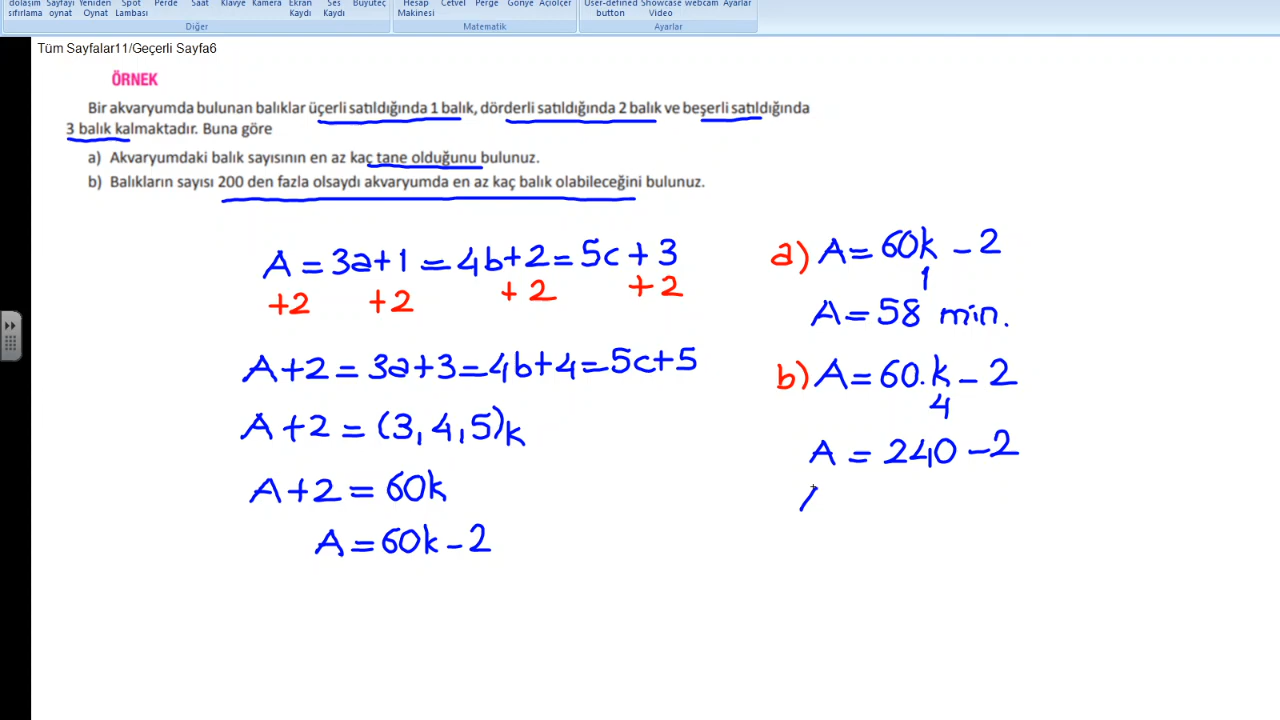 dolaşım Sayfayı Yeniden Spot Perde Saat Klavye Kamera Ekran Ses Büyüteç Hesap Cetvel Perge Gönye Açıölçer User-defined Showcase webcam Ayarlar
sıfırlama oynat Oynat Lambası Kaydı Kaydı Makinesi button Video
Diğer Matematik Ayarlar
Tüm Sayfalar11/Geçerli Sayfa6
ÖRNEK
Bir akvaryumda bulunan balıklar üçerli satıldığında 1 balık, dörderli satıldığında 2 balık ve beşerli satıldığında
3 balık kalmaktadır. Buna göre
a) Akvaryumdaki balık sayısının en az kaç tane olduğunu bulunuz.
b) Balıkların sayısı 200 den fazla olsaydı akvaryumda en az kaç balık olabileceğini bulunuz.
A = 3a+1 = 4b+2 = 5c + 3
+2 +2 +2 +2
A+2 = 3a+3 = 4b+4 = 5c+5
A+2 = (3, 4, 5)k
A+2 = 60k
A = 60k - 2
a) A = 60k - 2
1
A = 58 min.
b) A = 60.k - 2
4
A = 240 - 2